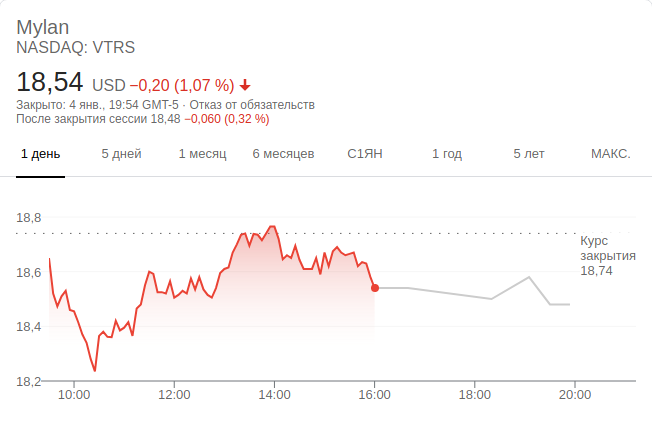 Mylan
NASDAQ: VTRS
18,54 USD −0,20 (1,07 %)
Закрыто: 4 янв., 19:54 GMT-5 · Отказ от обязательств
После закрытия сессии 18,48 −0,060 (0,32 %)
1 день 5 дней 1 месяц 6 месяцев С1ЯН 1 год 5 лет МАКС.
18,8
Курс
закрытия
18,74
18,6
18,4
18,2
10:00 12:00 14:00 16:00 18:00 20:00